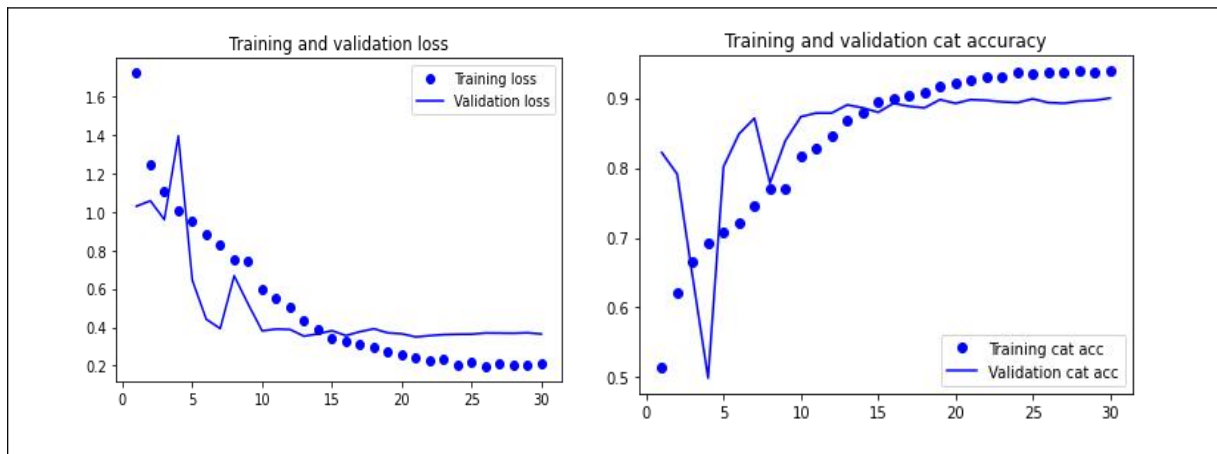 Training and validation loss
Training loss
Validation loss
1.6
1.4
1.2
1.0
0.8
0.6
0.4
0.2
0 5 10 15 20 25 30
Training and validation cat accuracy
0.9
0.8
0.7
0.6
0.5
Training cat acc
Validation cat acc
0 5 10 15 20 25 30